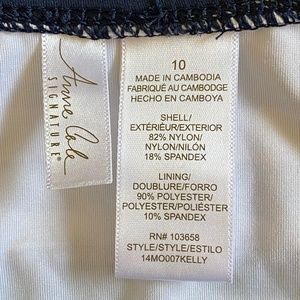 Anne Cole
SIGNATURE®
10
MADE IN CAMBODIA
FABRIQUÉ AU CAMBODGE
HECHO EN CAMBOYA
SHELL/
EXTÉRIEUR/EXTERIOR
82% NYLON/
NYLON/NILÓN
18% SPANDEX
LINING/
DOUBLURE/FORRO
90% POLYESTER/
POLYESTER/POLIÉSTER
10% SPANDEX
RN# 103658
STYLE/STYLE/ESTILO
14MO007KELLY